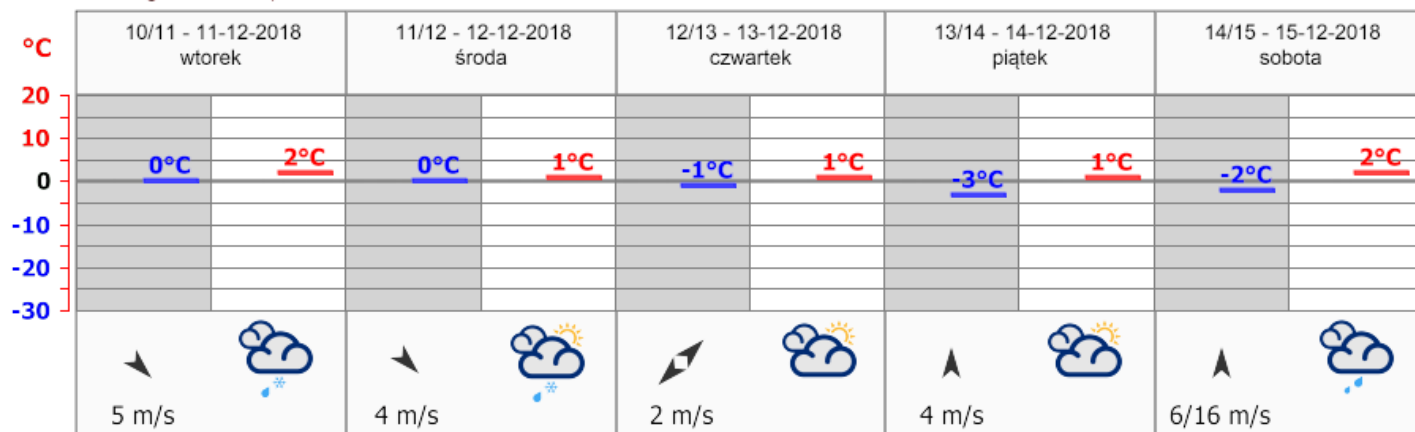 10/11 - 11-12-2018
wtorek
11/12 - 12-12-2018
środa
12/13 - 13-12-2018
czwartek
13/14 - 14-12-2018
piątek
14/15 - 15-12-2018
sobota
°C
20
10
0
-10
-20
-30
0°C
2°C
0°C
1°C
-1°C
1°C
-3°C
1°C
-2°C
2°C
5 m/s
4 m/s
2 m/s
4 m/s
6/16 m/s